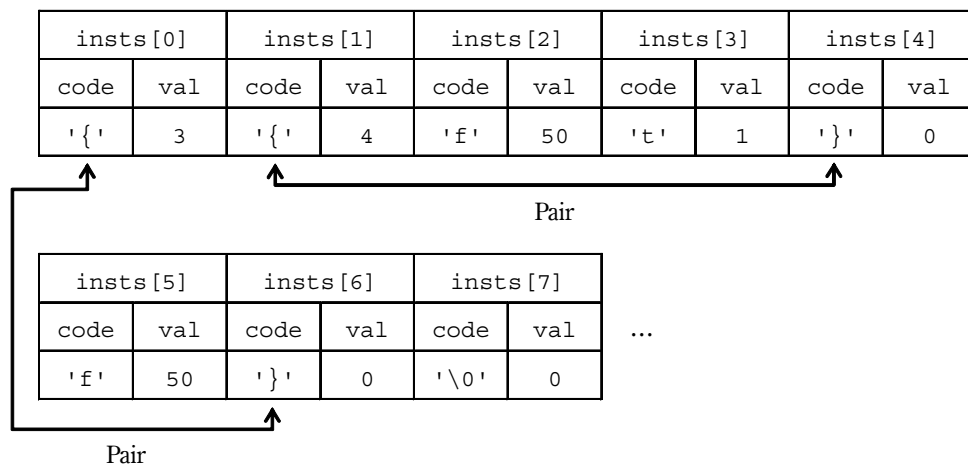 insts[0] insts[1] insts[2] insts[3] insts[4]
code val code val code val code val code val
'{' 3 '{' 4 'f' 50 't' 1 '}' 0
Pair
insts[5] insts[6] insts[7]
code val code val code val ...
'f' 50 '}' 0 '\0' 0
Pair